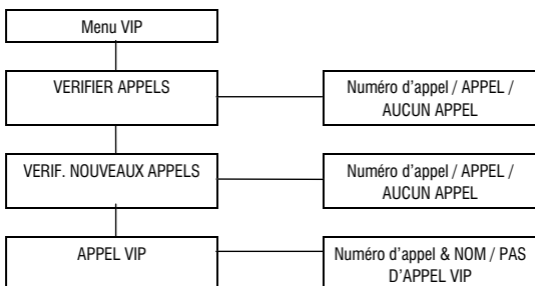 Menu VIP
VERIFIER APPELS
Numéro d'appel / APPEL /
AUCUN APPEL
VERIF. NOUVEAUX APPELS
Numéro d'appel / APPEL /
AUCUN APPEL
APPEL VIP
Numéro d'appel & NOM / PAS
D'APPEL VIP